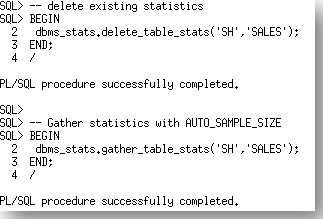 SQL> -- delete existing statistics
SQL> BEGIN
2 dbms_stats.delete_table_stats('SH','SALES');
3 END;
4 /
PL/SQL procedure successfully completed.
SQL>
SQL> -- Gather statistics with AUTO_SAMPLE_SIZE
SQL> BEGIN
2 dbms_stats.gather_table_stats('SH','SALES');
3 END;
4 /
PL/SQL procedure successfully completed.